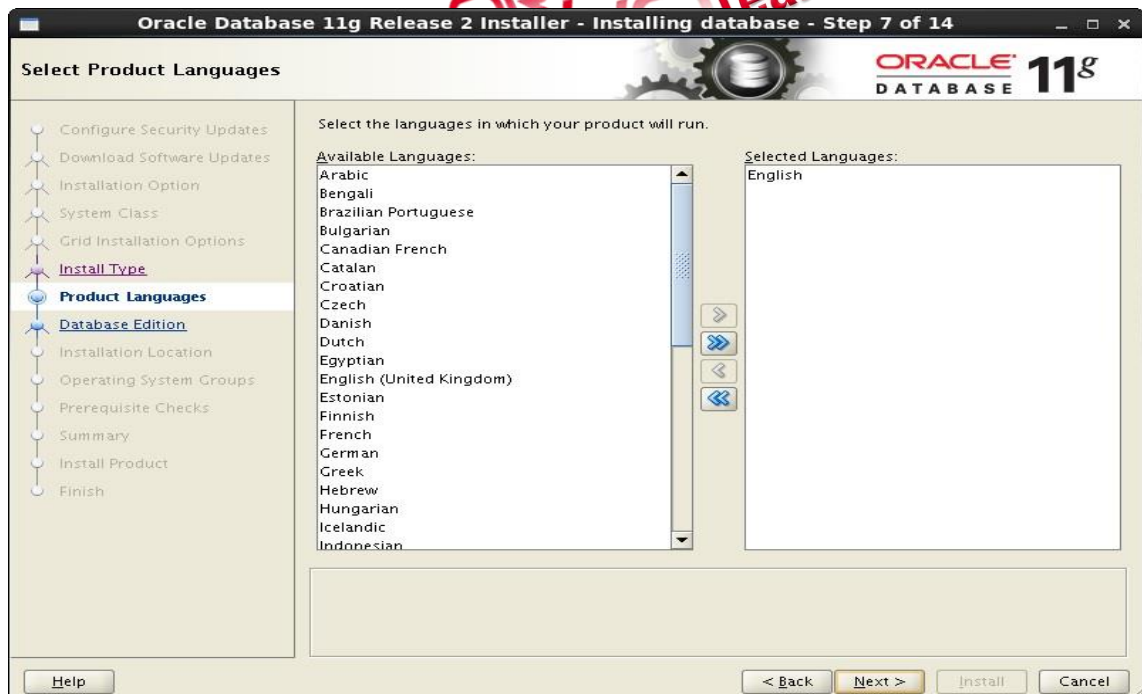 Oracle Database 11g Release 2 Installer - Installing database - Step 7 of 14
Select Product Languages
ORACLE
DATABASE
11g
Configure Security Updates
Download Software Updates
Installation Option
System Class
Grid Installation Options
Install Type
Product Languages
Database Edition
Installation Location
Operating System Groups
Prerequisite Checks
Summary
Install Product
Finish
Select the languages in which your product will run.
Available Languages:
Arabic
Bengali
Brazilian Portuguese
Bulgarian
Canadian French
Catalan
Croatian
Czech
Danish
Dutch
Egyptian
English (United Kingdom)
Estonian
Finnish
French
German
Greek
Hebrew
Hungarian
Icelandic
Indonesian
Selected Languages:
English
Help
< Back
Next >
Install
Cancel